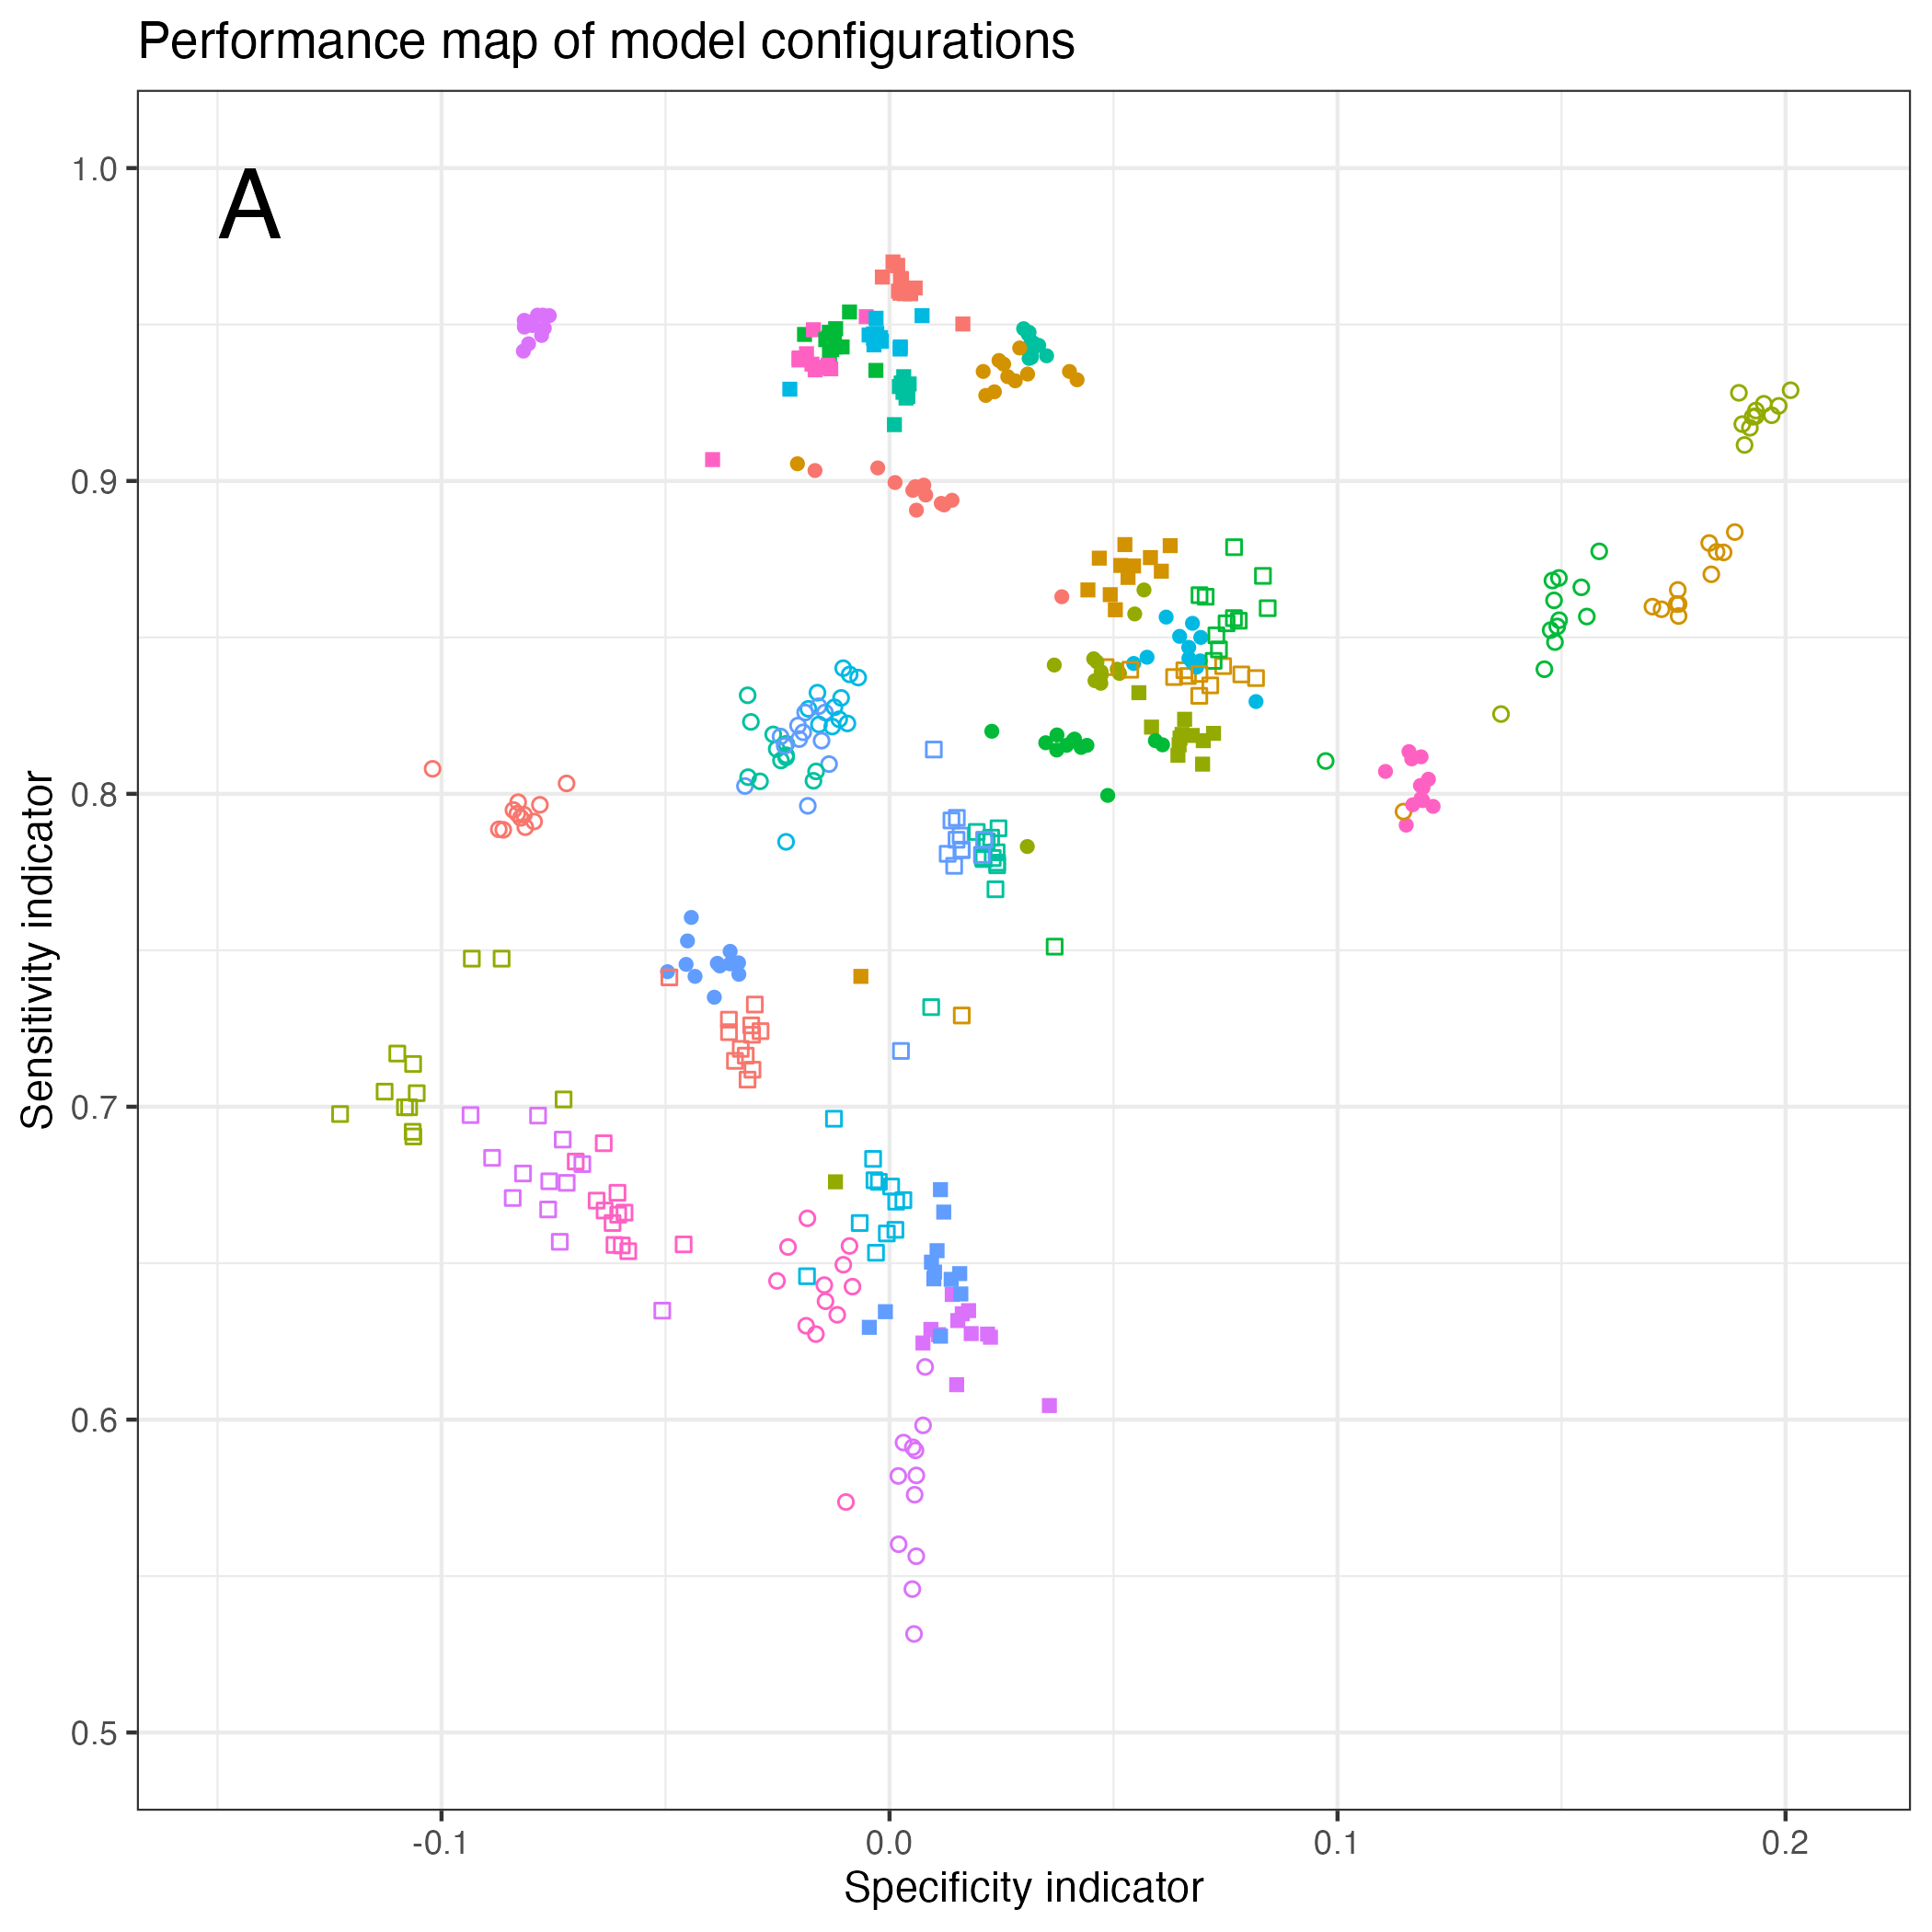 Performance map of model configurations
A
1.0
0.9
0.8
0.7
0.6
0.5
Sensitivity indicator
-0.1
0.0
0.1
0.2
Specificity indicator